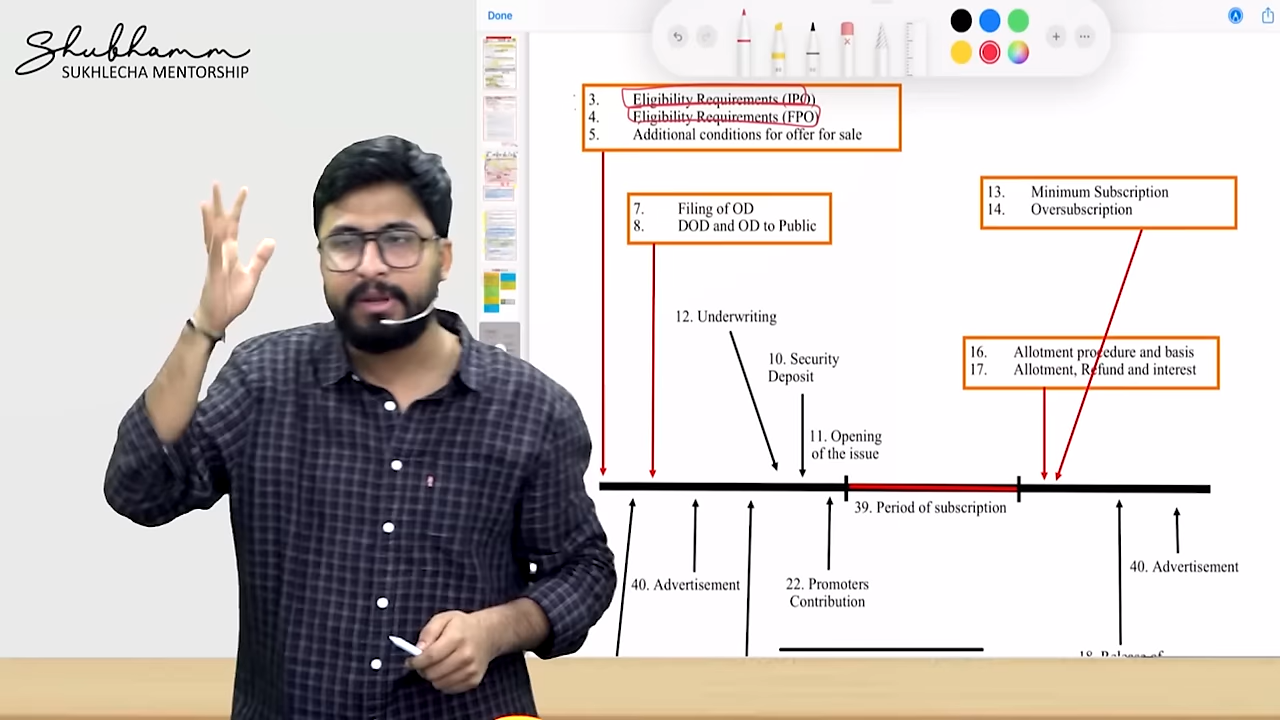 Shubhamm
SUKHLECHA MENTORSHIP
Done
3. Eligibility Requirements (IPO)
4. Eligibility Requirements (FPO)
5. Additional conditions for offer for sale
7. Filing of OD
8. DOD and OD to Public
13. Minimum Subscription
14. Oversubscription
12. Underwriting
10. Security
Deposit
16. Allotment procedure and basis
17. Allotment, Refund and interest
11. Opening
of the issue
39. Period of subscription
40. Advertisement
22. Promoters
Contribution
40. Advertisement
18. Release of